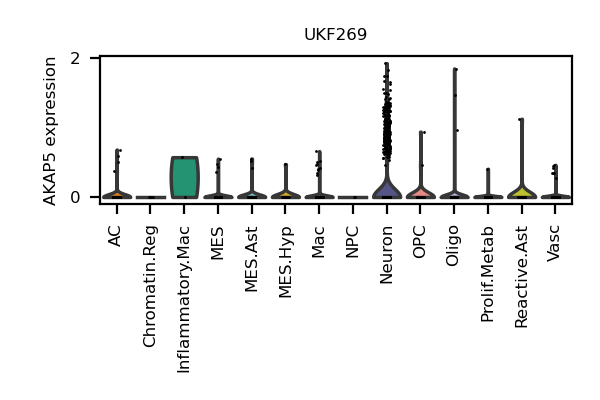 UKF269
AKAP5 expression
2
0
AC
Chromatin.Reg
Inflammatory.Mac
MES
MES.Ast
MES.Hyp
Mac
NPC
Neuron
OPC
Oligo
Prolif.Metab
Reactive.Ast
Vasc